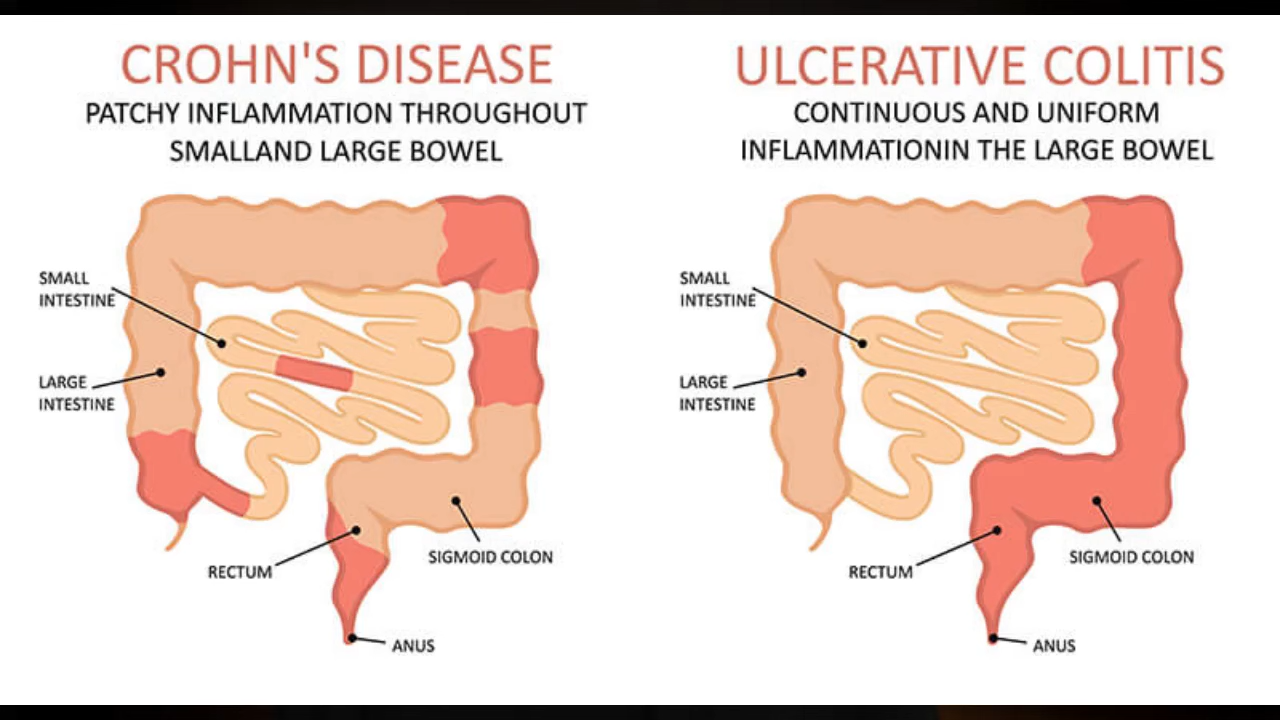 CROHN'S DISEASE
PATCHY INFLAMMATION THROUGHOUT
SMALLAND LARGE BOWEL
SMALL
INTESTINE
LARGE
INTESTINE
RECTUM
SIGMOID COLON
ANUS
ULCERATIVE COLITIS
CONTINUOUS AND UNIFORM
INFLAMMATIONIN THE LARGE BOWEL
SMALL
INTESTINE
LARGE
INTESTINE
RECTUM
SIGMOID COLON
ANUS